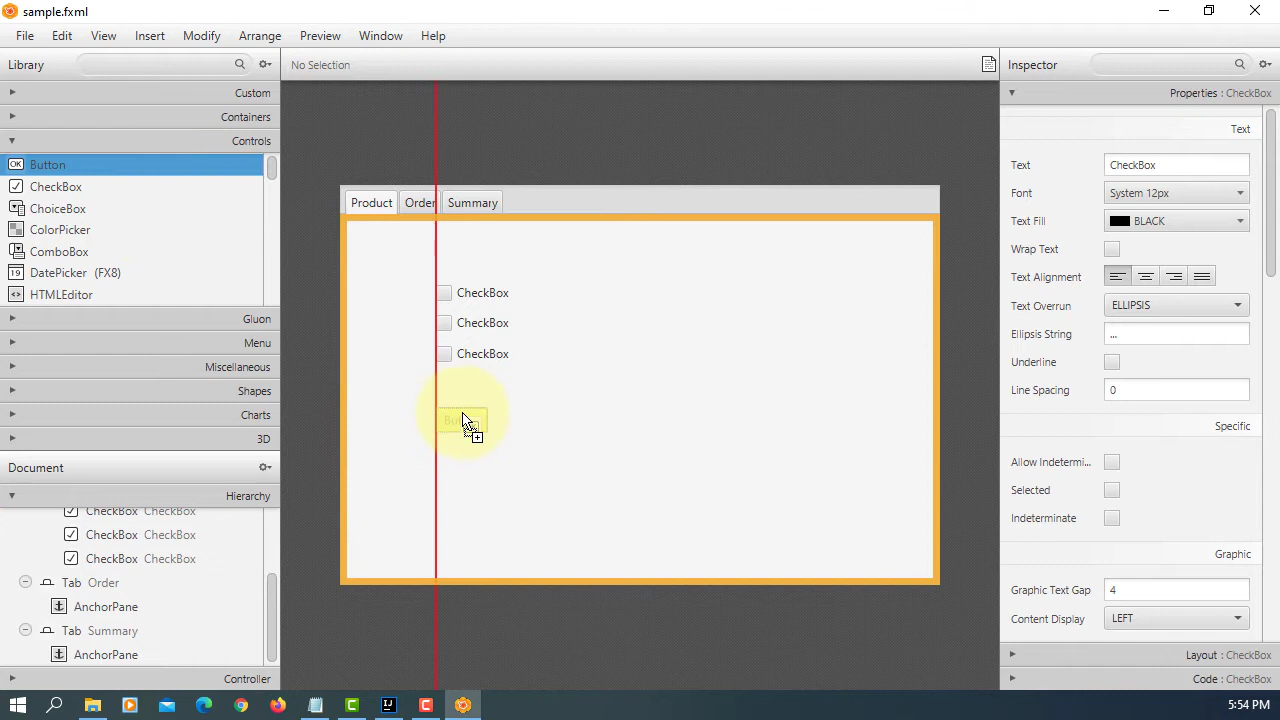 sample.fxml
File Edit View Insert Modify Arrange Preview Window Help
Library
No Selection
Inspector
Custom
Containers
Controls
OK Button
CheckBox
ChoiceBox
ColorPicker
ComboBox
19 DatePicker (FX8)
HTMLEditor
Gluon
Menu
Miscellaneous
Shapes
Charts
3D
Document
Hierarchy
CheckBox CheckBox
CheckBox CheckBox
CheckBox CheckBox
Tab Order
AnchorPane
Tab Summary
AnchorPane
Controller
Product Order Summary
CheckBox
CheckBox
CheckBox
Properties : CheckBox
Text
Text CheckBox
Font System 12px
Text Fill BLACK
Wrap Text
Text Alignment
Text Overrun ELLIPSIS
Ellipsis String ...
Underline
Line Spacing 0
Specific
Allow Indetermi...
Selected
Indeterminate
Graphic
Graphic Text Gap 4
Content Display LEFT
Layout : CheckBox
Code : CheckBox
5:54 PM